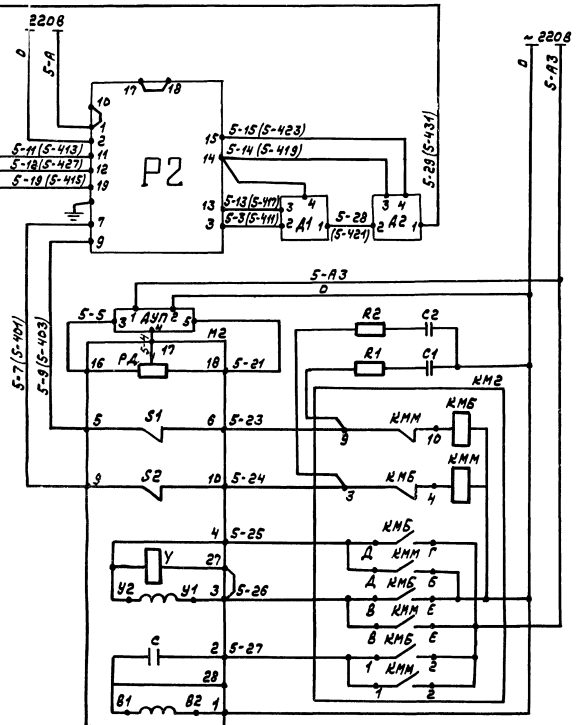 220В
~ 220В
0
5-А
0
5-А3
17 18
10
1
2
11
12
19
7
9
Р2
15
14
13
3
5-11(5-413)
5-12(5-427)
5-19(5-415)
5-15(5-423)
5-14(5-419)
5-13(5-417)
5-3(5-411)
4
3
2 Д1 1
5-28
(5-421)
3 4
2 Д2 1
5-29(5-431)
5-7(5-401)
5-9(5-403)
5-А3
0
5-5
3 1 ДУП2 2 5
4
5-4
17
М2
16
РД
18 5-21
R2 С2
R1 С1
КМ2
5 S1 6 5-23
9 КММ 10 КМБ
9 S2 10 5-24
3 КМБ 4 КММ
4 5-25
У
27
У2 У1 3 5-26
Д КМБ Г
Д КММ Б
В КМБ Е
В КММ Е
С
2 5-27
1 КМБ 2
1 КММ 2
28
В1 В2 1